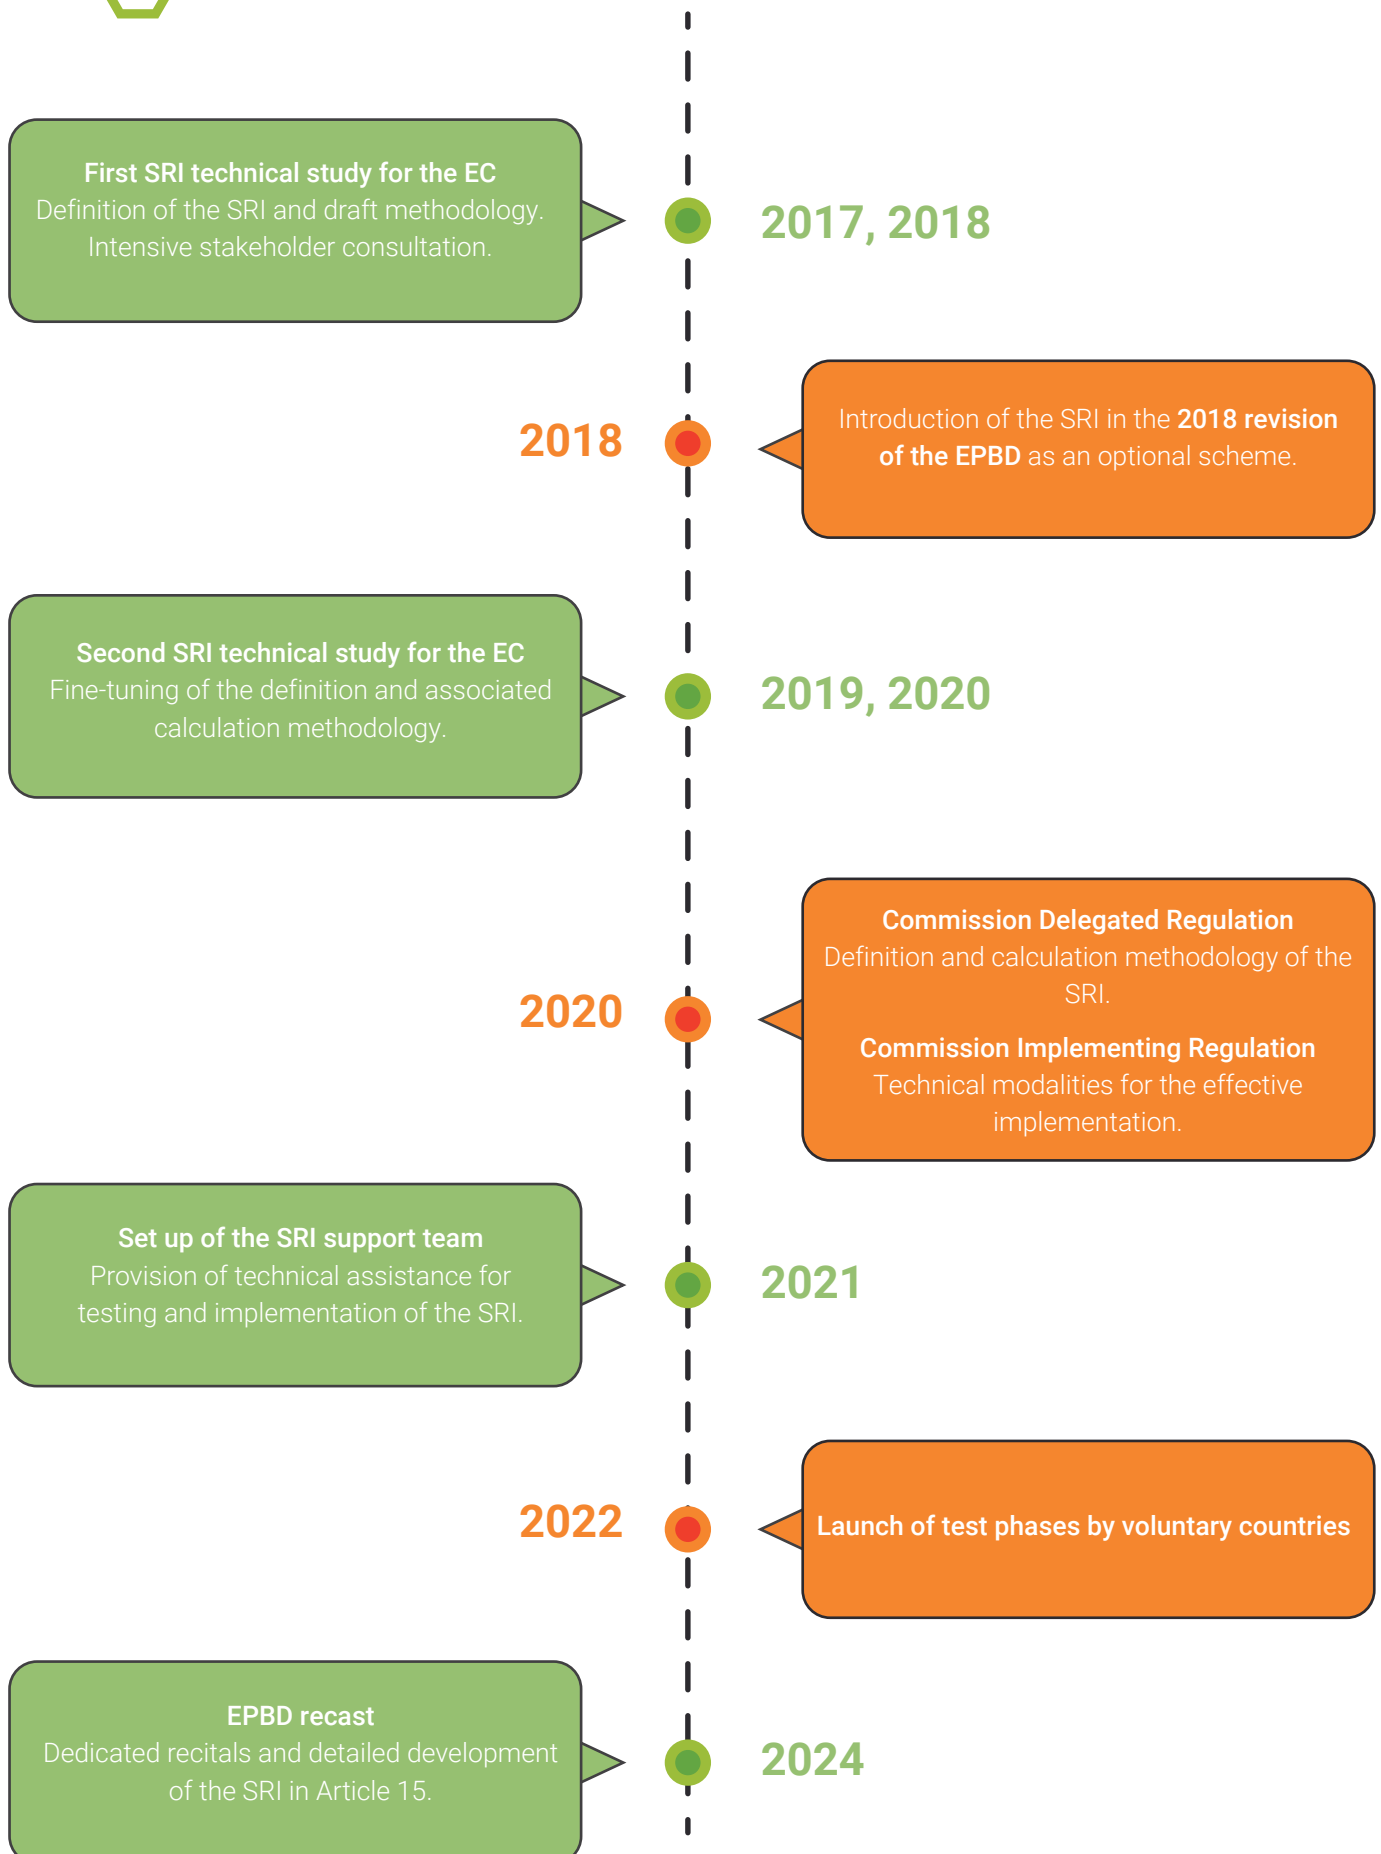 First SRI technical study for the EC
Definition of the SRI and draft methodology.
Intensive stakeholder consultation.
2017, 2018
2018
Introduction of the SRI in the 2018 revision
of the EPBD as an optional scheme.
Second SRI technical study for the EC
Fine-tuning of the definition and associated
calculation methodology.
2019, 2020
2020
Commission Delegated Regulation
Definition and calculation methodology of the
SRI.
Commission Implementing Regulation
Technical modalities for the effective
implementation.
Set up of the SRI support team
Provision of technical assistance for
testing and implementation of the SRI.
2021
2022
Launch of test phases by voluntary countries
EPBD recast
Dedicated recitals and detailed development
of the SRI in Article 15.
2024